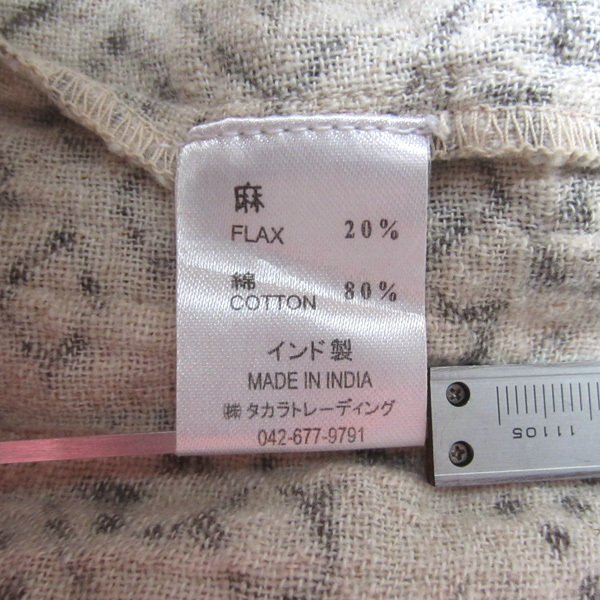 麻
FLAX 20%
綿
COTTON 80%
インド製
MADE IN INDIA
㈱タカラトレーディング
042-677-9791
11105